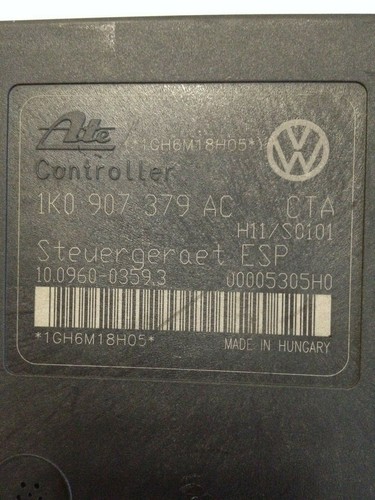 Ate (*1GH6M18H05*)
Controller
1K0 907 379 AC CTA
H11/S0101
Steuergeraet ESP
10.0960-0359.3 00005305H0
*1GH6M18H05* MADE IN HUNGARY